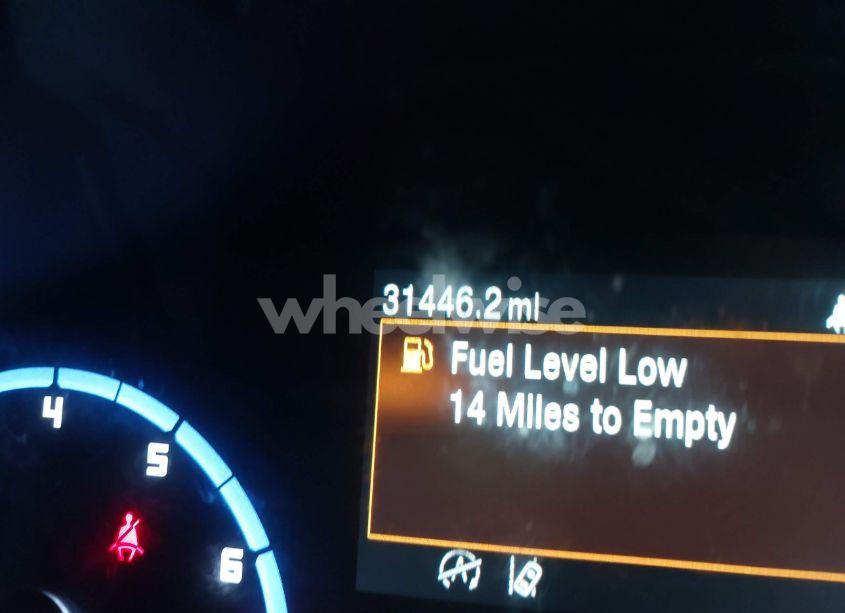 31446.2 mi
wheelwise
Fuel Level Low
14 Miles to Empty
4
5
6